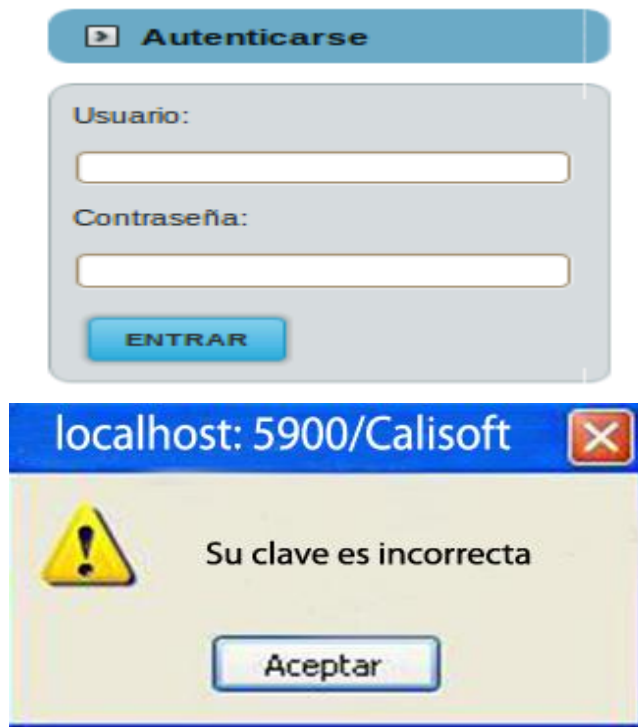 Autenticarse
Usuario:
Contraseña:
ENTRAR
localhost: 5900/Calisoft
Su clave es incorrecta
Aceptar